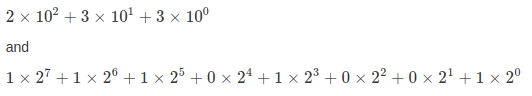 2 × 10² + 3 × 10¹ + 3 × 10⁰
and
1 × 2⁷ + 1 × 2⁶ + 1 × 2⁵ + 0 × 2⁴ + 1 × 2³ + 0 × 2² + 0 × 2¹ + 1 × 2⁰